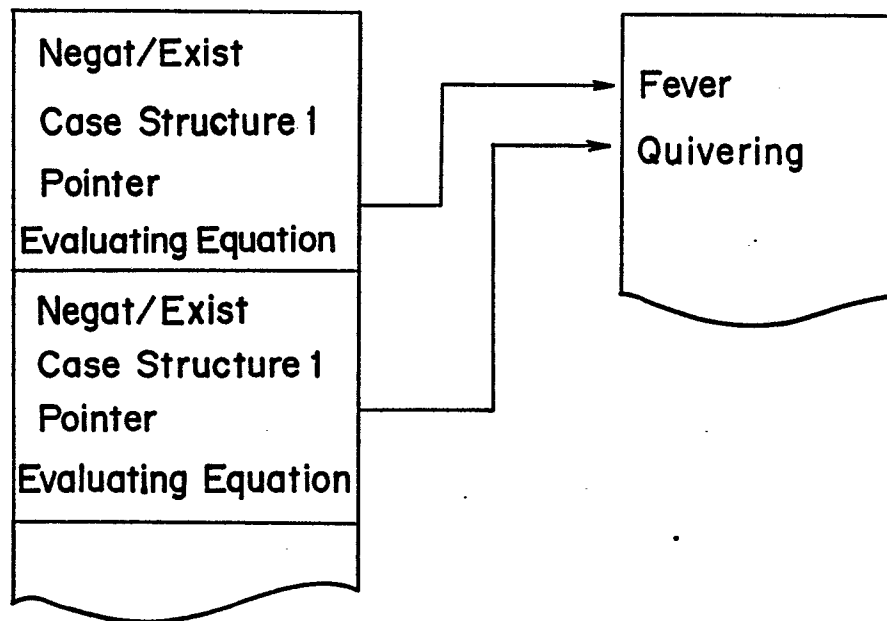 Negat/Exist
Case Structure 1
Pointer
Evaluating Equation
Negat/Exist
Case Structure 1
Pointer
Evaluating Equation
Fever
Quivering